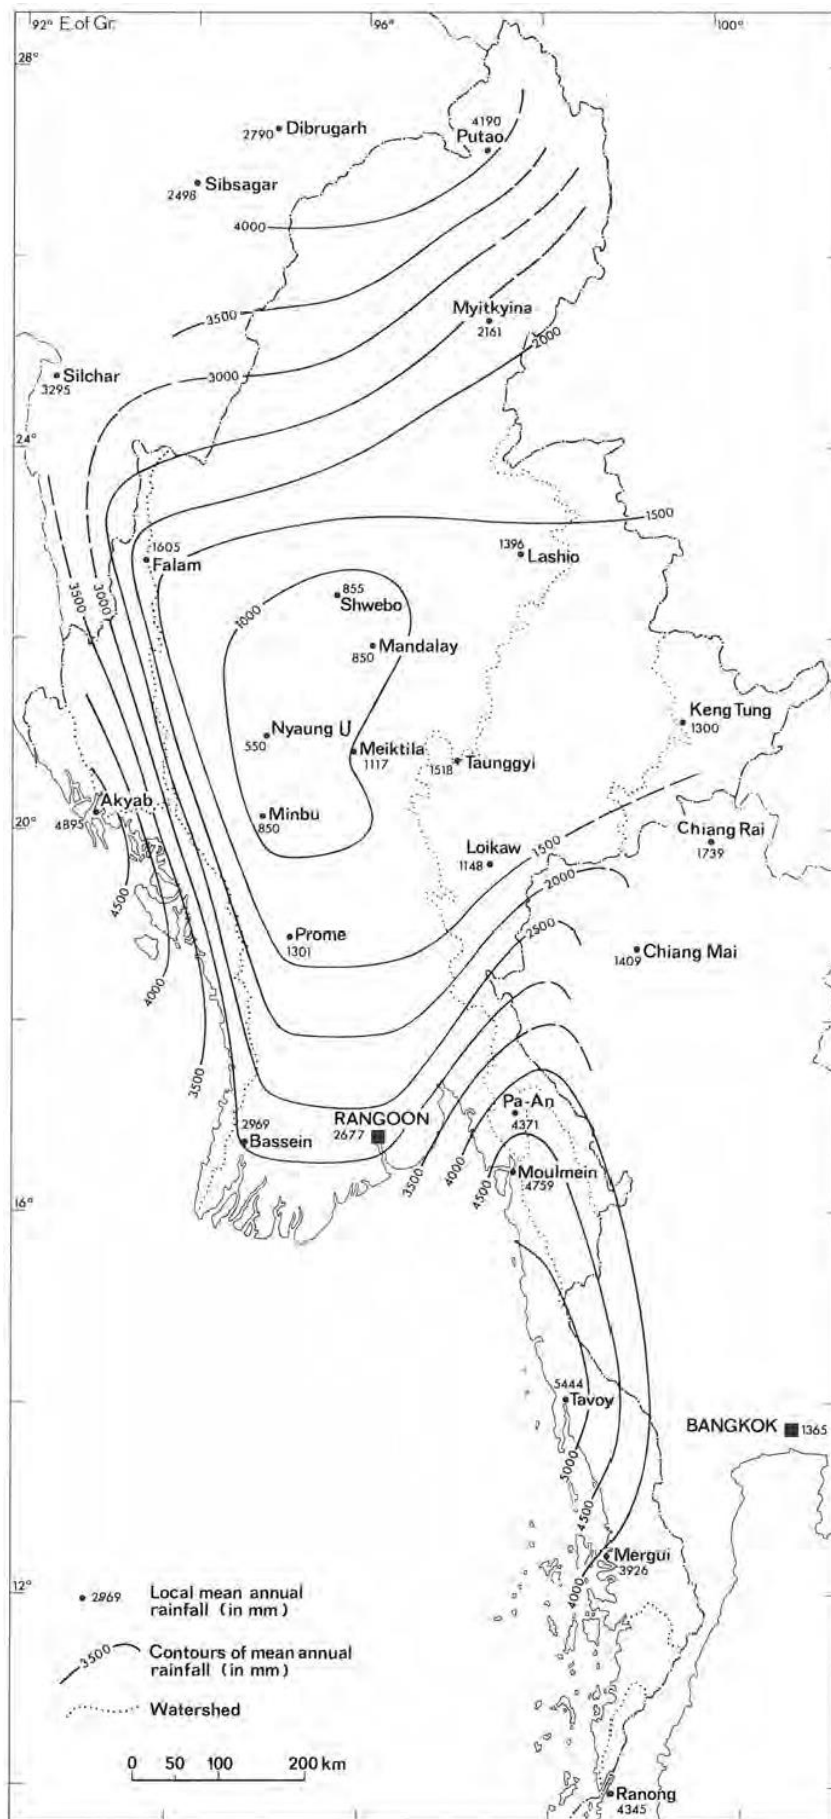 92° E.of Gr. 96° 100°
28°
4190
Putao
Dibrugarh
2790
Sibsagar
2498
4000
Myitkyina
2161
3500
2000
3000
Silchar
3295
24°
1500
1605
Falam
1396
Lashio
3500
3000
855
Shwebo
1000
Mandalay
850
Keng Tung
1300
Nyaung U
550
Meiktila
1117
Taunggyi
1518
Akyab
4895
Minbu
850
20°
Chiang Rai
1739
Loikaw
1148
1500
2000
4500
2500
Prome
1301
Chiang Mai
1409
4000
3500
Pa-An
4371
RANGOON
2677
2969
Bassein
3500
4000
4500
Moulmein
4759
16°
5444
Tavoy
BANGKOK
1365
5000
4500
Mergui
3926
4000
12°
2969 Local mean annual
rainfall (in mm)
3500 Contours of mean annual
rainfall (in mm)
Watershed
0 50 100 200 km
Ranong
4345